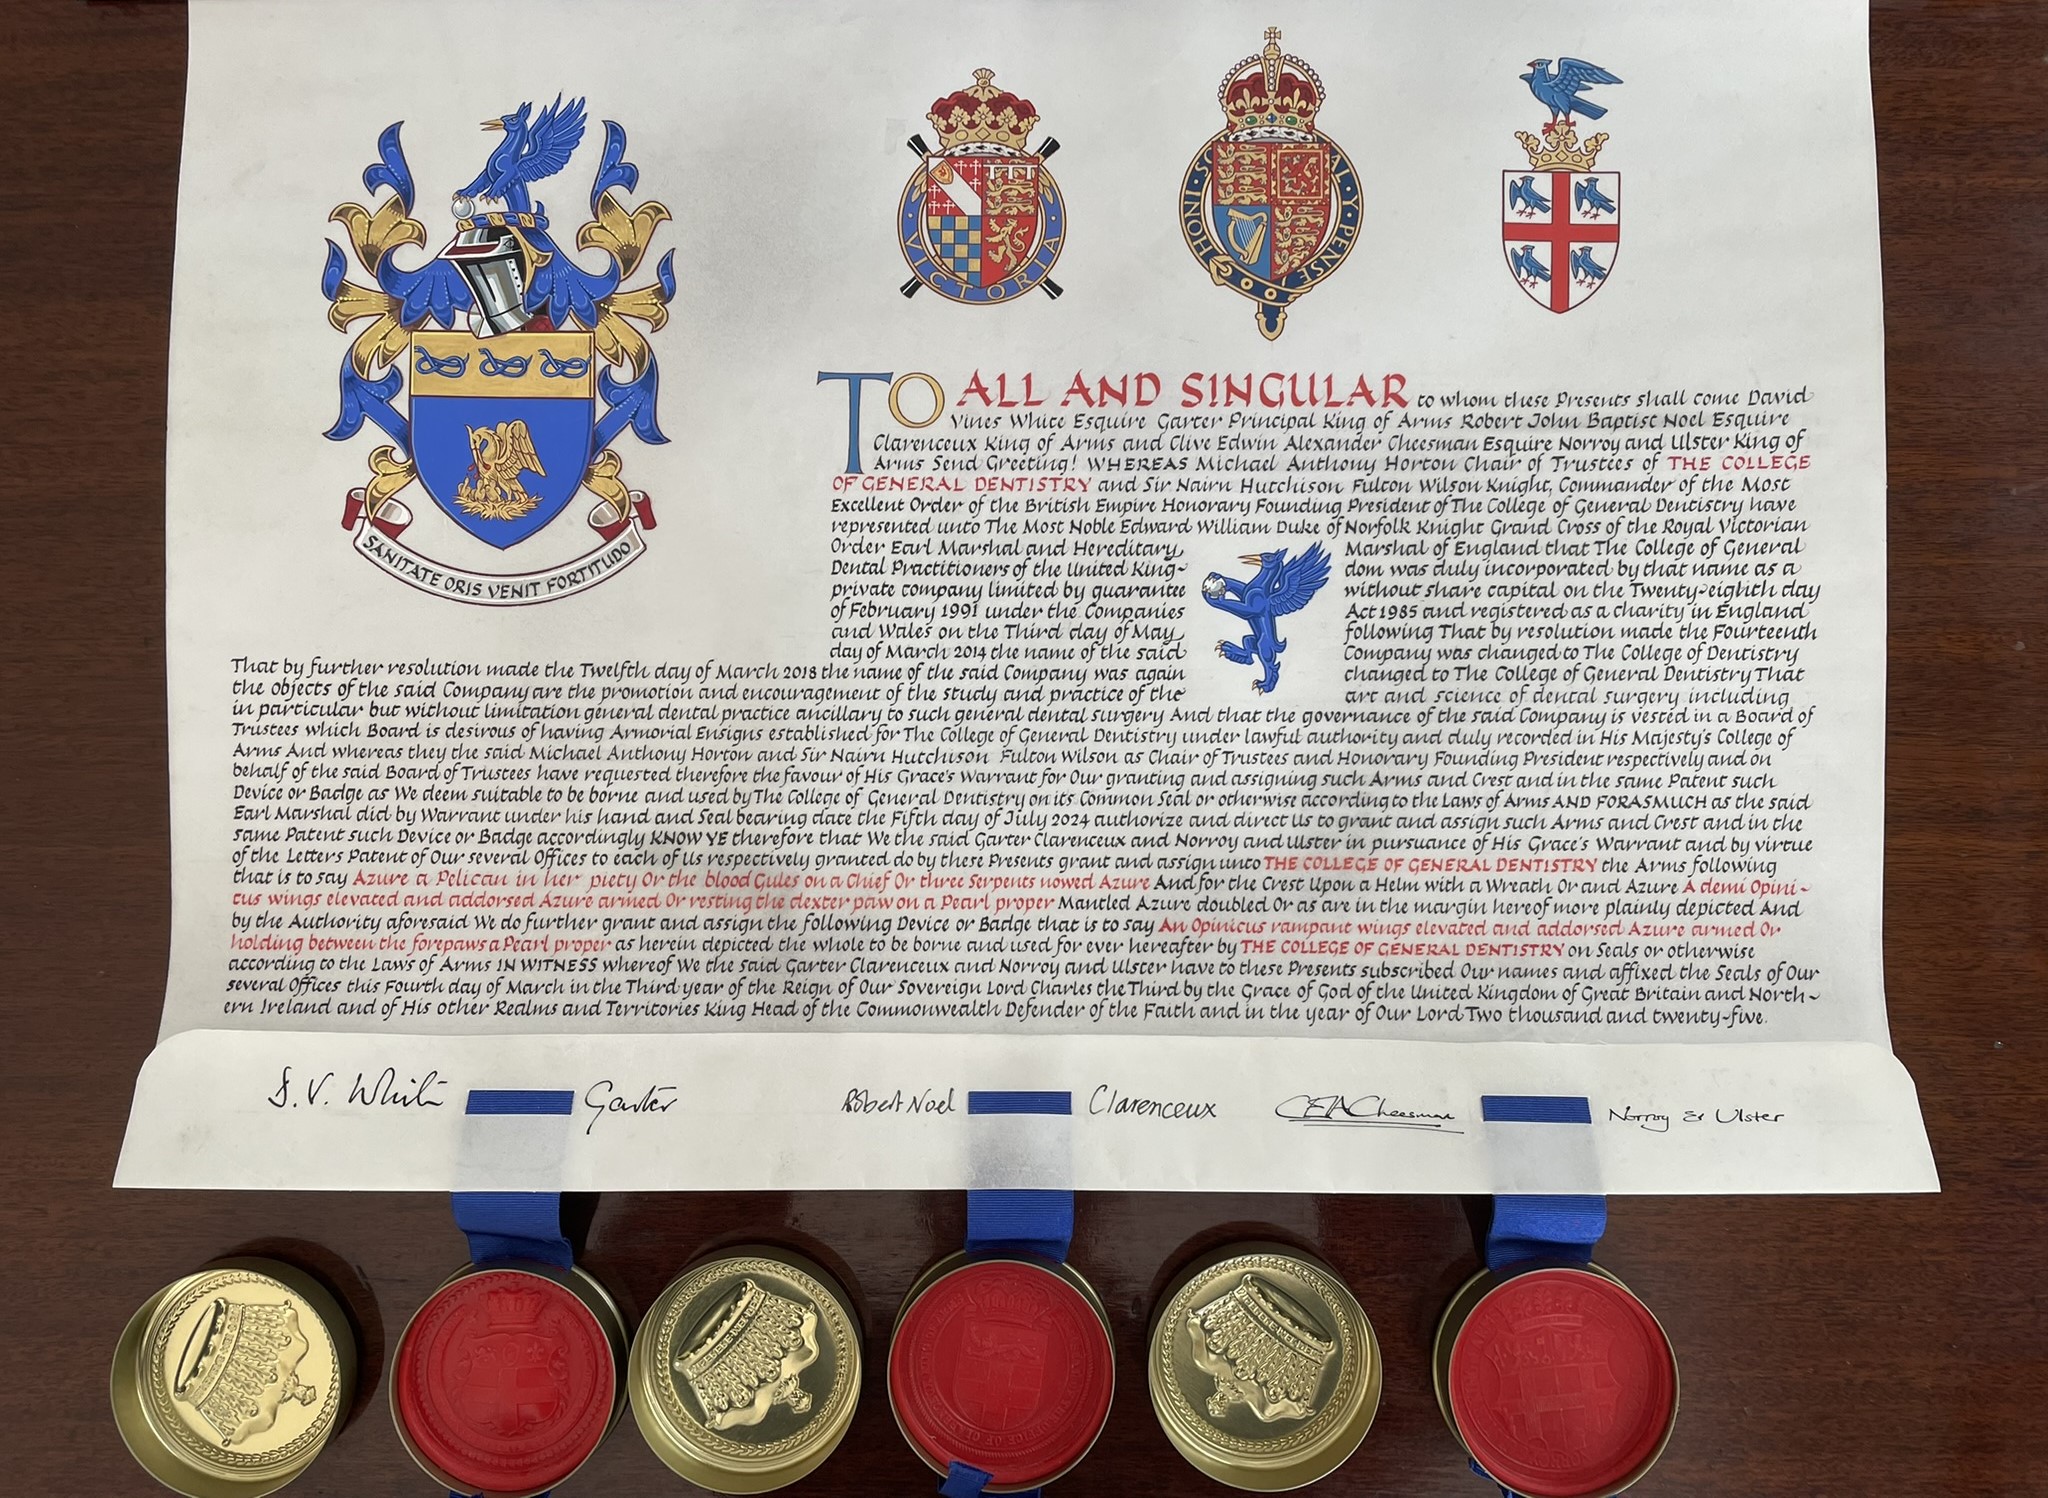 VICTORIA
HONI SO
AL·Y·PENSE
SANITATE ORIS VENIT FORTITUDO
TO ALL AND SINGULAR to whom these Presents shall come David
Vines White Esquire Garter Principal King of Arms Robert John Baptist Noel Esquire
Clarenceux King of Arms and Clive Edwin Alexander Cheesman Esquire Norroy and Ulster King of
Arms Send Greeting! WHEREAS Michael Anthony Horton Chair of Trustees of THE COLLEGE
OF GENERAL DENTISTRY and Sir Nairn Hutchison Fulton Wilson Knight, Commander of the Most
Excellent Order of the British Empire Honorary Founding President of The College of General Dentistry have
represented unto The Most Noble Edward William Duke of Norfolk Knight Grand Cross of the Royal Victorian
Order Earl Marshal and Hereditary Marshal of England that The College of General
Dental Practitioners of the United King- dom was duly incorporated by that name as a
private company limited by guarantee without share capital on the Twenty-eighth day
of February 1991 under the Companies Act 1985 and registered as a charity in England
and Wales on the Third day of May following That by resolution made the Fourteenth
day of March 2014 the name of the said Company was changed to The College of Dentistry
That by further resolution made the Twelfth day of March 2018 the name of the said Company was again changed to The College of General Dentistry That
the objects of the said Company are the promotion and encouragement of the study and practice of the art and science of dental surgery including
in particular but without limitation general dental practice ancillary to such general dental surgery And that the governance of the said Company is vested in a Board of
Trustees which Board is desirous of having Armorial Ensigns established for The College of General Dentistry under lawful authority and duly recorded in His Majesty's College of
Arms And whereas they the said Michael Anthony Horton and Sir Nairn Hutchison Fulton Wilson as Chair of Trustees and Honorary Founding President respectively and on
behalf of the said Board of Trustees have requested therefore the favour of His Grace's Warrant for Our granting and assigning such Arms and Crest and in the same Patent such
Device or Badge as We deem suitable to be borne and used by The College of General Dentistry on its Common Seal or otherwise according to the Laws of Arms AND FORASMUCH as the said
Earl Marshal did by Warrant under his hand and Seal bearing date the Fifth day of July 2024 authorize and direct Us to grant and assign such Arms and Crest and in the
same Patent such Device or Badge accordingly KNOW YE therefore that We the said Garter Clarenceux and Norroy and Ulster in pursuance of His Grace's Warrant and by virtue
of the Letters Patent of Our several Offices to each of Us respectively granted do by these Presents grant and assign unto THE COLLEGE OF GENERAL DENTISTRY the Arms following
that is to say Azure a Pelican in her piety Or the blood Gules on a Chief Or three Serpents nowed Azure And for the Crest Upon a Helm with a Wreath Or and Azure A demi Opini-
cus wings elevated and addorsed Azure armed Or resting the dexter paw on a Pearl proper Mantled Azure doubled Or as are in the margin hereof more plainly depicted And
by the Authority aforesaid We do further grant and assign the following Device or Badge that is to say An Opinicus rampant wings elevated and addorsed Azure armed Or
holding between the forepaws a Pearl proper as herein depicted the whole to be borne and used for ever hereafter by THE COLLEGE OF GENERAL DENTISTRY on Seals or otherwise
according to the Laws of Arms IN WITNESS whereof We the said Garter Clarenceux and Norroy and Ulster have to these Presents subscribed Our names and affixed the Seals of Our
several Offices this Fourth day of March in the Third year of the Reign of Our Sovereign Lord Charles the Third by the Grace of God of the United Kingdom of Great Britain and North-
ern Ireland and of His other Realms and Territories King Head of the Commonwealth Defender of the Faith and in the year of Our Lord Two thousand and twenty-five.
D. V. White Garter Robert Noel Clarenceux CEA Cheesman Norroy & Ulster